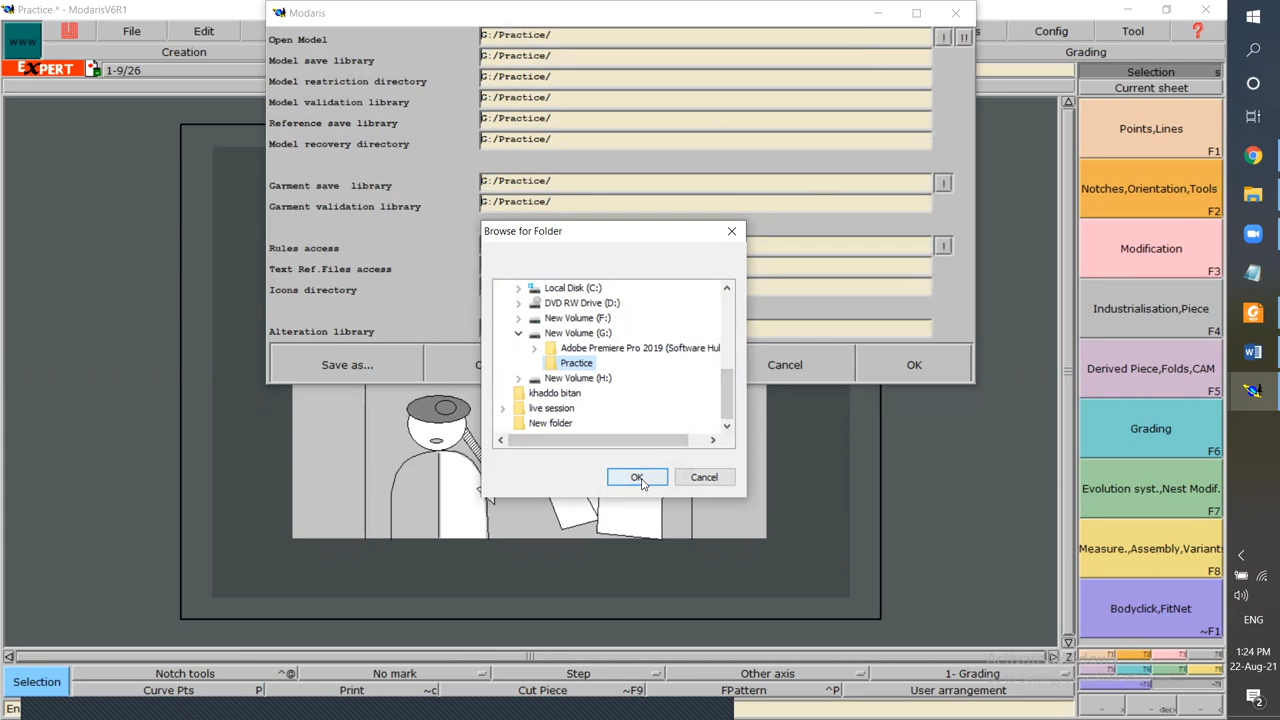 Practice * - ModarisV6R1
Modaris
www
File
Edit
Config
Tool
Creation
Grading
EXPERT
1-9/26
Selection s
Current sheet
Open Model G:/Practice/
Model save library G:/Practice/
Model restriction directory G:/Practice/
Model validation library G:/Practice/
Reference save library G:/Practice/
Model recovery directory G:/Practice/
Garment save library G:/Practice/
Garment validation library G:/Practice/
Rules access
Text Ref.Files access
Icons directory
Alteration library
Save as...
Cancel
OK
Browse for Folder
Local Disk (C:)
DVD RW Drive (D:)
New Volume (F:)
New Volume (G:)
Adobe Premiere Pro 2019 (Software Hul
Practice
New Volume (H:)
khaddo bitan
live session
New folder
OK
Cancel
Points,Lines
F1
Notches,Orientation,Tools
F2
Modification
F3
Industrialisation,Piece
F4
Derived Piece,Folds,CAM
F5
Grading
F6
Evolution syst.,Nest Modif.
F7
Measure.,Assembly,Variants
F8
Bodyclick,FitNet
~F1
Z
Selection
Notch tools ^@
No mark
Step
Other axis
1- Grading
Curve Pts P
Print ~c
Cut Piece ~F9
FPattern ^P
User arrangement
En
ENG
1:24 PM
22-Aug-21
2